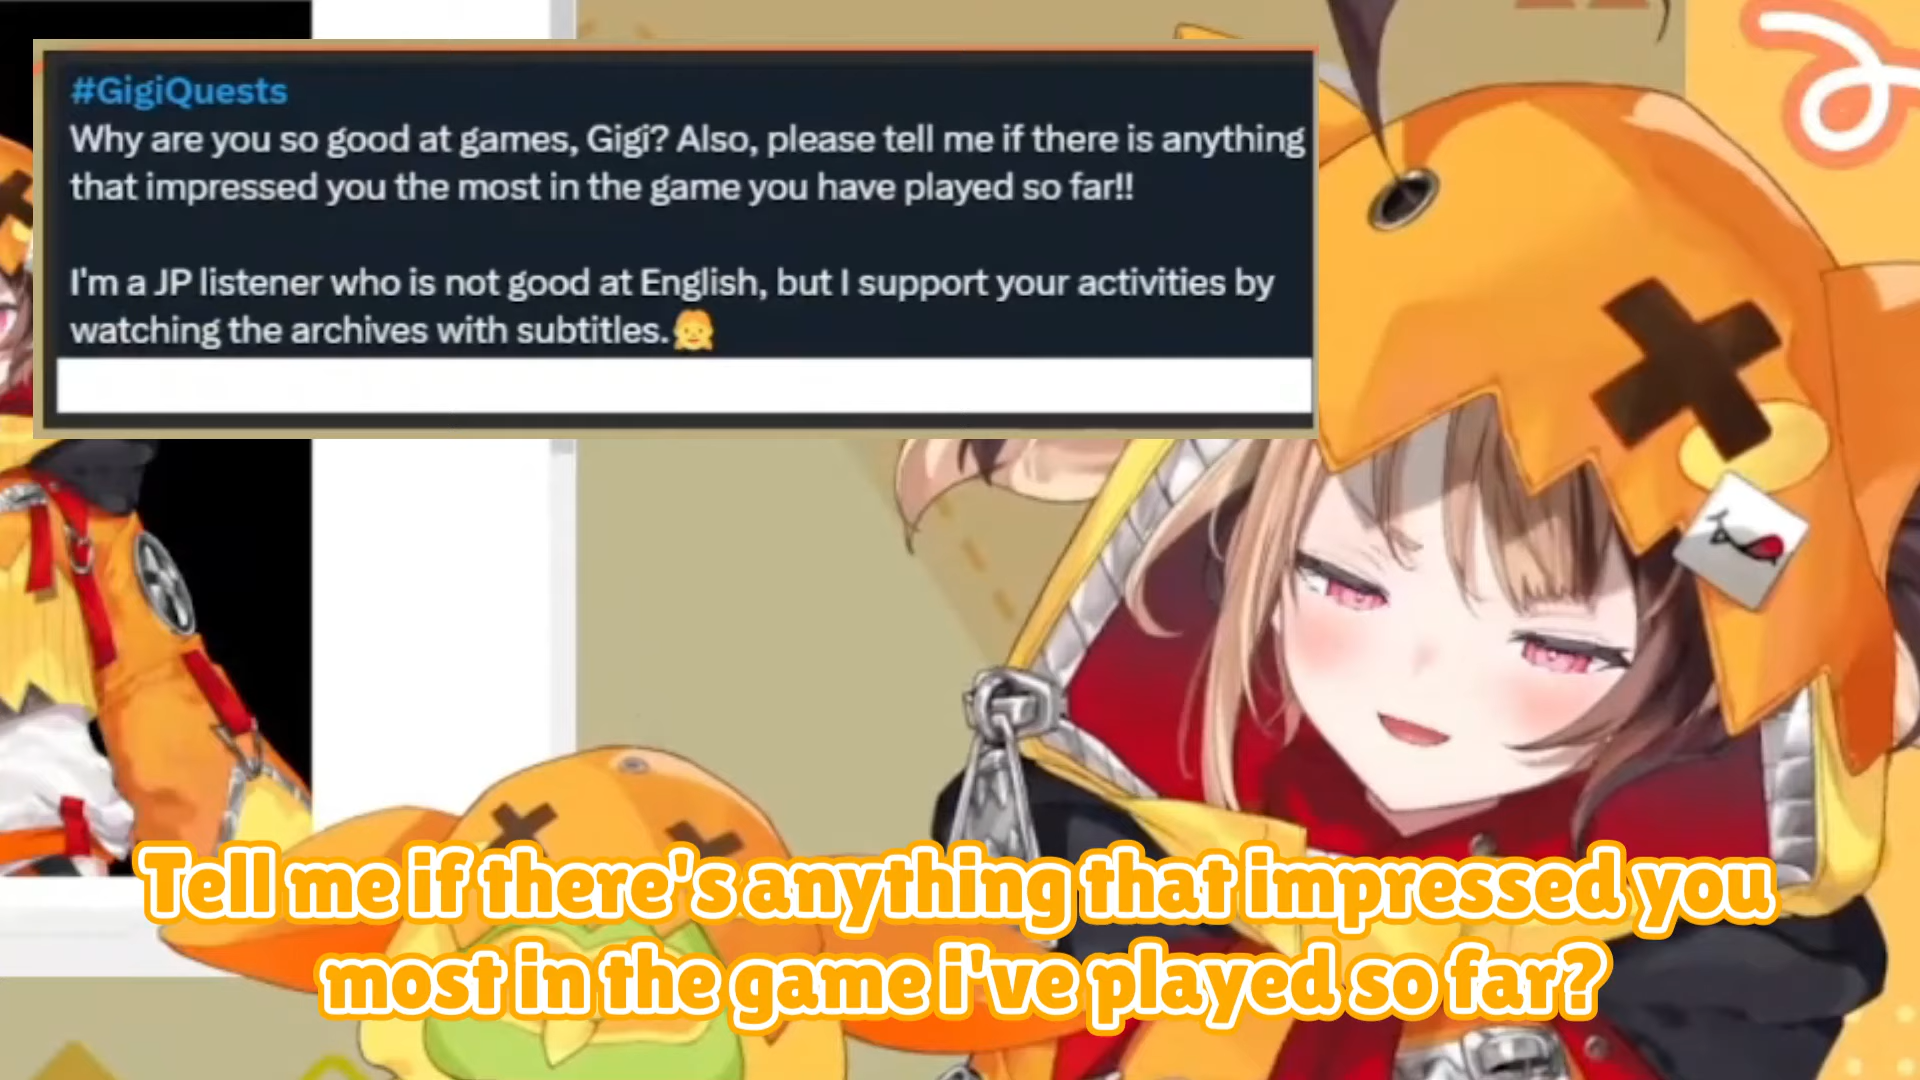 #GigiQuests
Why are you so good at games, Gigi? Also, please tell me if there is anything
that impressed you the most in the game you have played so far!!
I'm a JP listener who is not good at English, but I support your activities by
watching the archives with subtitles.
Tell me if there's anything that impressed you
most in the game i've played so far?